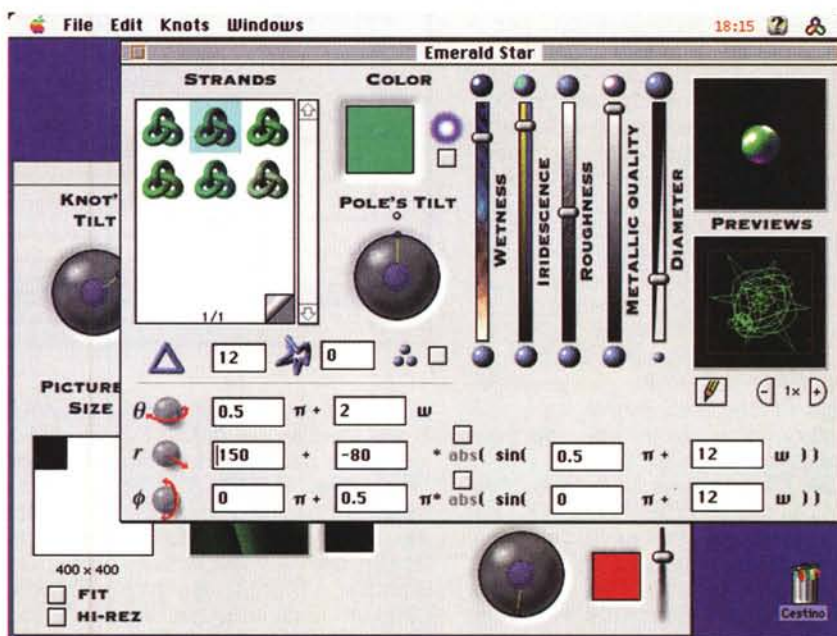 File Edit Knots Windows 18:15
Emerald Star
STRANDS
COLOR
KNOT'
TILT
POLE'S TILT
1/1
WETNESS
IRIDESCENCE
ROUGHNESS
METALLIC QUALITY
DIAMETER
PREVIEWS
12 0
1x
PICTURE
SIZE
θ 0.5 π + 2 ω
r 150 + -80 * abs( sin( 0.5 π + 12 ω ))
ϕ 0 π + 0.5 π* abs( sin( 0 π + 12 ω ))
400 x 400
FIT
HI-REZ
Cestino